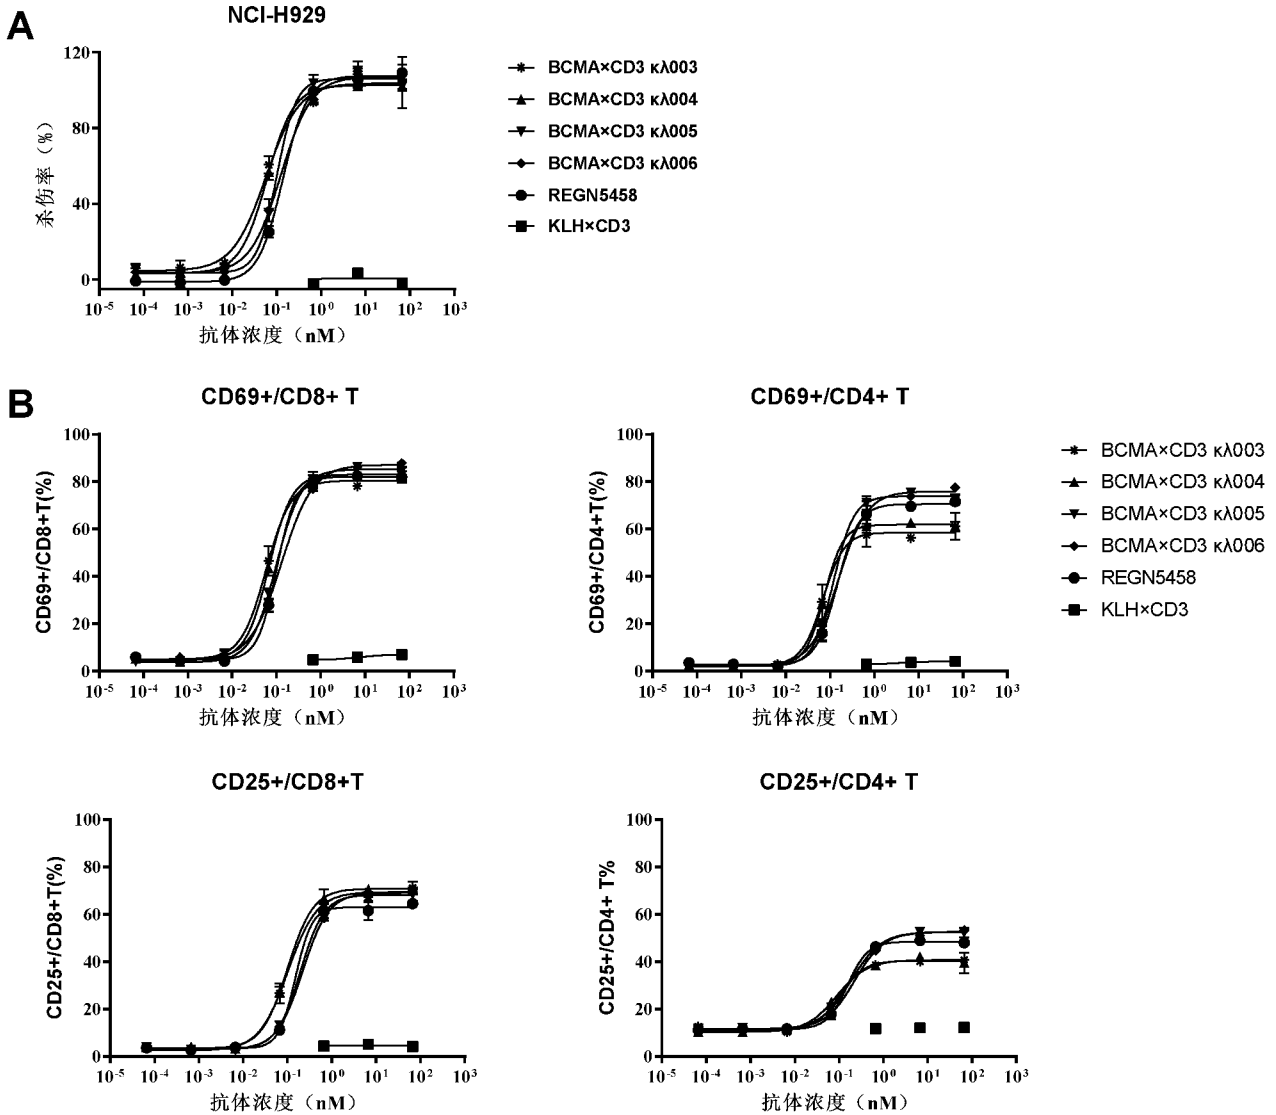 A
NCI-H929
120
80
40
0
杀伤率（%）
10-5 10-4 10-3 10-2 10-1 100 101 102 103
抗体浓度（nM）
BCMA×CD3 κλ003
BCMA×CD3 κλ004
BCMA×CD3 κλ005
BCMA×CD3 κλ006
REGN5458
KLH×CD3
B
CD69+/CD8+ T
100
80
60
40
20
0
CD69+/CD8+T(%)
10-5 10-4 10-3 10-2 10-1 100 101 102 103
抗体浓度（nM）
CD69+/CD4+ T
100
80
60
40
20
0
CD69+/CD4+T(%)
10-5 10-4 10-3 10-2 10-1 100 101 102 103
抗体浓度（nM）
BCMA×CD3 κλ003
BCMA×CD3 κλ004
BCMA×CD3 κλ005
BCMA×CD3 κλ006
REGN5458
KLH×CD3
CD25+/CD8+T
100
80
60
40
20
0
CD25+/CD8+T(%)
10-5 10-4 10-3 10-2 10-1 100 101 102 103
抗体浓度（nM）
CD25+/CD4+ T
100
80
60
40
20
0
CD25+/CD4+ T%
10-5 10-4 10-3 10-2 10-1 100 101 102 103
抗体浓度（nM）